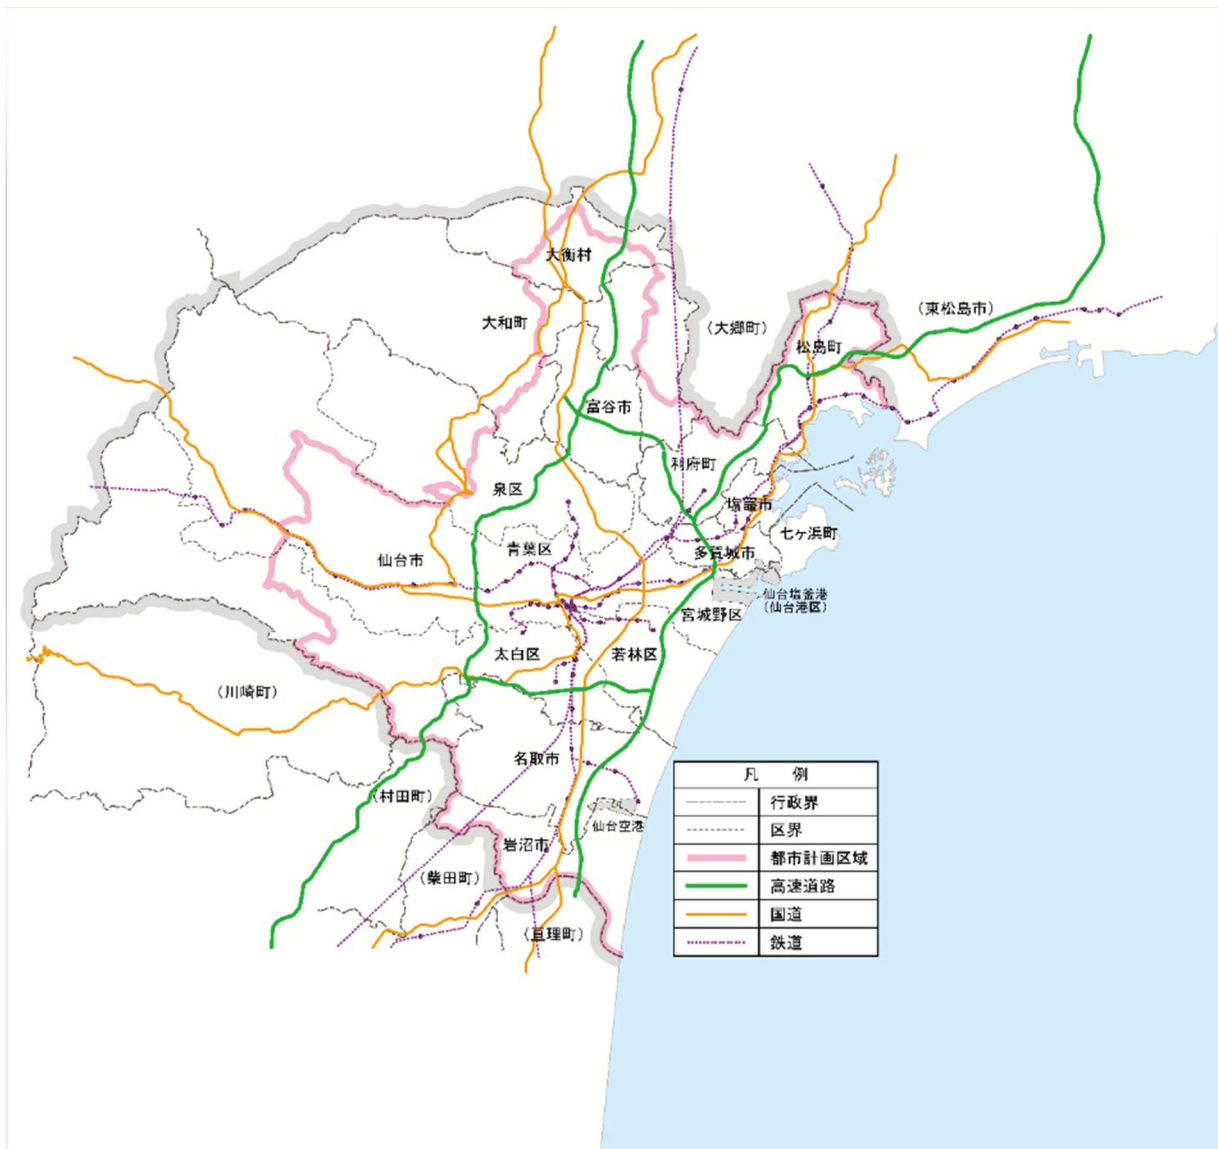 大衡村
（東松島市）
大和町
（大郷町）
松島町
富谷市
利府町
泉区
塩竈市
七ヶ浜町
青葉区
多賀城市
仙台市
仙台塩釜港
（仙台港区）
宮城野区
太白区
若林区
（川崎町）
名取市
（村田町）
仙台空港
岩沼市
（柴田町）
（亘理町）
凡 例
行政界
区界
都市計画区域
高速道路
国道
鉄道